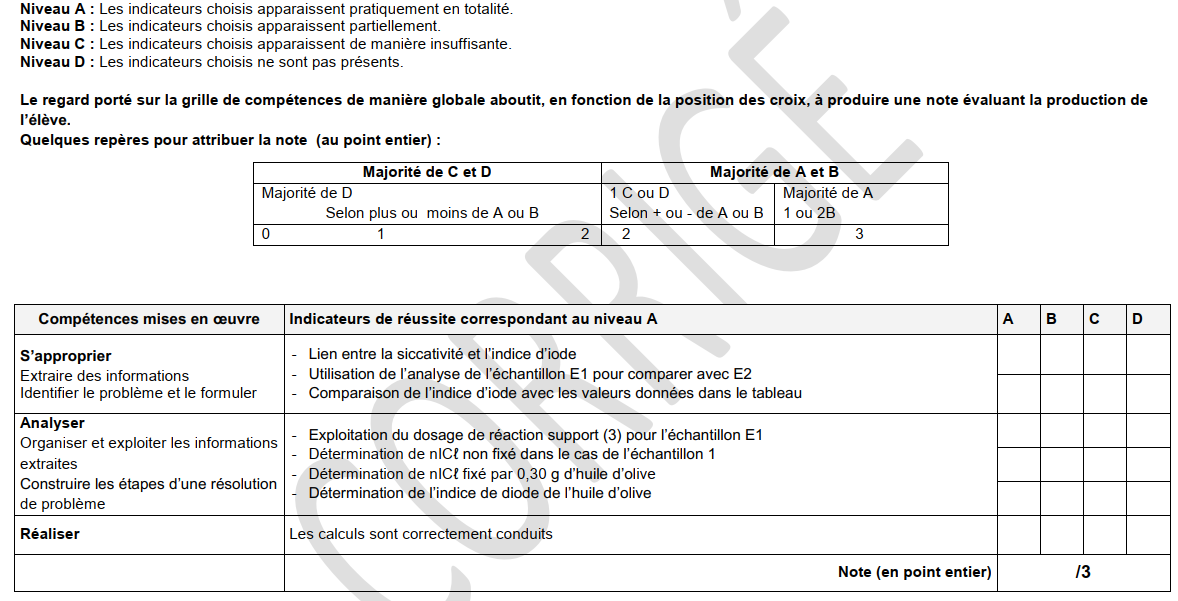 Niveau A : Les indicateurs choisis apparaissent pratiquement en totalité.
Niveau B : Les indicateurs choisis apparaissent partiellement.
Niveau C : Les indicateurs choisis apparaissent de manière insuffisante.
Niveau D : Les indicateurs choisis ne sont pas présents.
Le regard porté sur la grille de compétences de manière globale aboutit, en fonction de la position des croix, à produire une note évaluant la production de
l'élève.
Quelques repères pour attribuer la note (au point entier) :
Majorité de C et D Majorité de A et B
Majorité de D 1 C ou D Majorité de A
Selon plus ou moins de A ou B Selon + ou - de A ou B 1 ou 2B
0 1 2 2 3
Compétences mises en œuvre Indicateurs de réussite correspondant au niveau A A B C D
S'approprier
Extraire des informations
Identifier le problème et le formuler
- Lien entre la siccativité et l'indice d'iode
- Utilisation de l'analyse de l'échantillon E1 pour comparer avec E2
- Comparaison de l'indice d'iode avec les valeurs données dans le tableau
Analyser
Organiser et exploiter les informations
extraites
Construire les étapes d'une résolution
de problème
- Exploitation du dosage de réaction support (3) pour l'échantillon E1
- Détermination de nICℓ non fixé dans le cas de l'échantillon 1
- Détermination de nICℓ fixé par 0,30 g d'huile d'olive
- Détermination de l'indice de diode de l'huile d'olive
Réaliser Les calculs sont correctement conduits
Note (en point entier) /3
CORRIGÉ